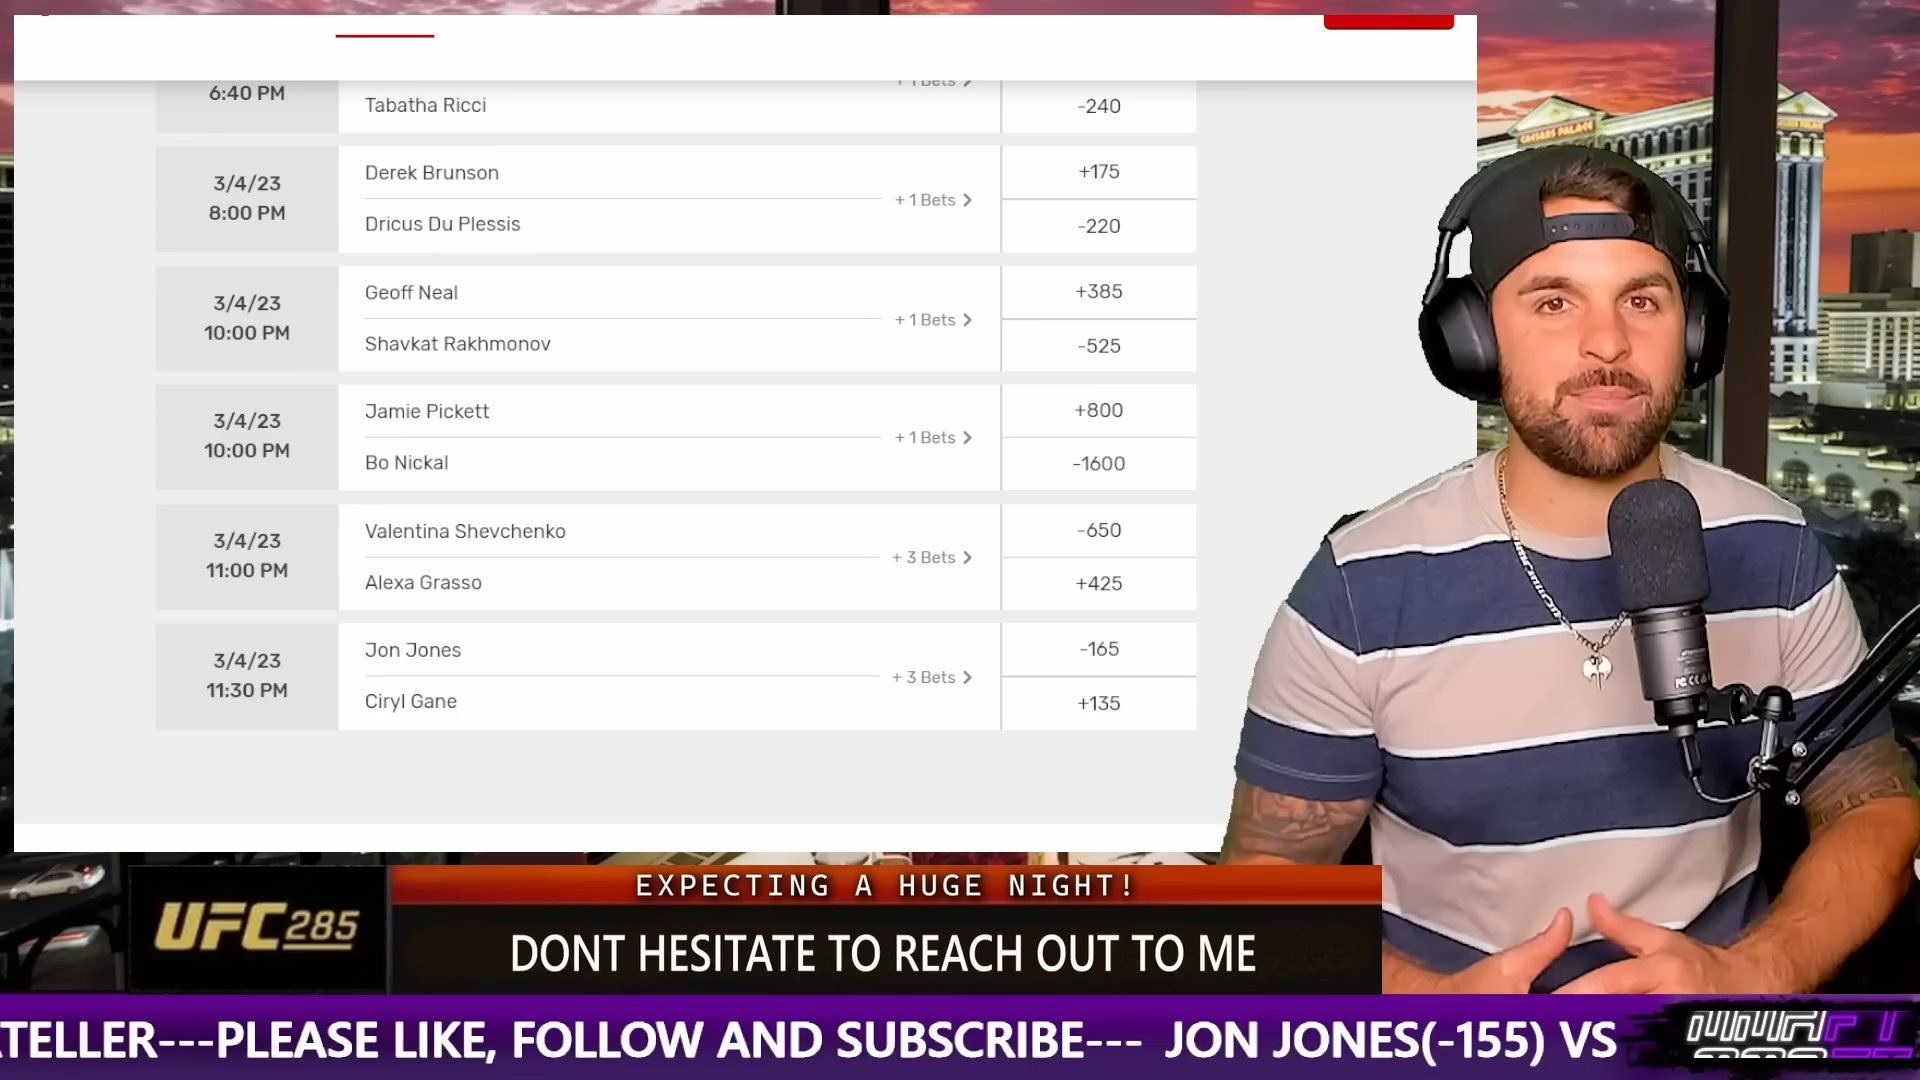 + 1 Bets
6:40 PM
Tabatha Ricci
-240
3/4/23
8:00 PM
Derek Brunson
Dricus Du Plessis
+ 1 Bets
+175
-220
3/4/23
10:00 PM
Geoff Neal
Shavkat Rakhmonov
+ 1 Bets
+385
-525
3/4/23
10:00 PM
Jamie Pickett
Bo Nickal
+ 1 Bets
+800
-1600
3/4/23
11:00 PM
Valentina Shevchenko
Alexa Grasso
+ 3 Bets
-650
+425
3/4/23
11:30 PM
Jon Jones
Ciryl Gane
+ 3 Bets
-165
+135
CAESARS PALACE
UFC 285
EXPECTING A HUGE NIGHT!
DONT HESITATE TO REACH OUT TO ME
TELLER---PLEASE LIKE, FOLLOW AND SUBSCRIBE--- JON JONES(-155) VS